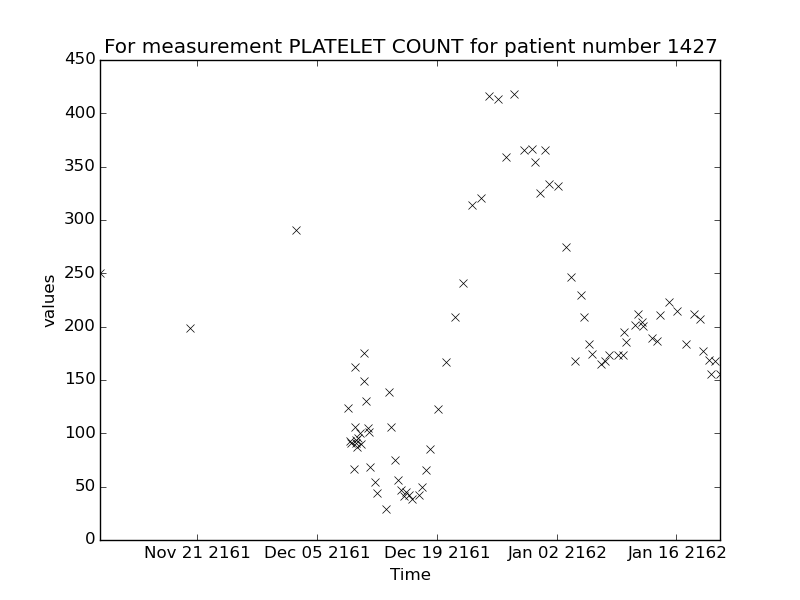 For measurement PLATELET COUNT for patient number 1427
450
400
350
300
250
200
150
100
50
0
values
Nov 21 2161 Dec 05 2161 Dec 19 2161 Jan 02 2162 Jan 16 2162
Time